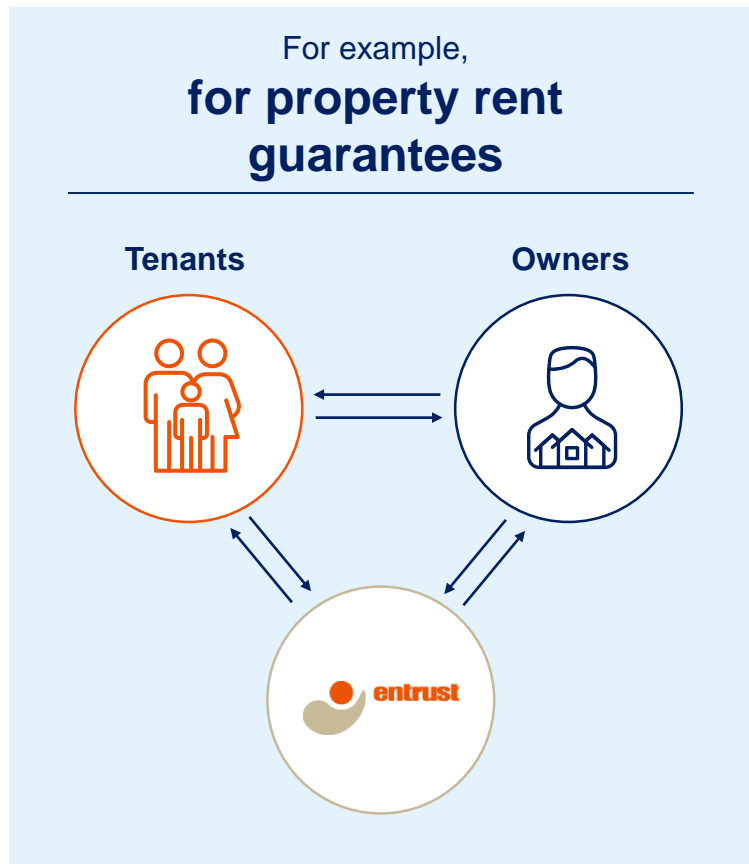 For example,
for property rent
guarantees
Tenants
Owners
entrust